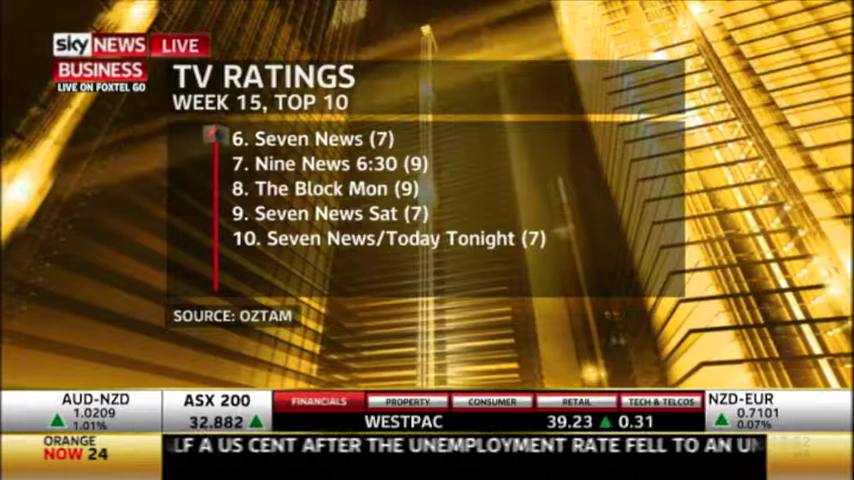 sky NEWS LIVE
BUSINESS
LIVE ON FOXTEL GO
TV RATINGS
WEEK 15, TOP 10
6. Seven News (7)
7. Nine News 6:30 (9)
8. The Block Mon (9)
9. Seven News Sat (7)
10. Seven News/Today Tonight (7)
SOURCE: OZTAM
AUD-NZD
1.0209
1.01%
ASX 200
32.882
FINANCIALS PROPERTY CONSUMER RETAIL TECH & TELCOS
WESTPAC 39.23 0.31
NZD-EUR
0.7101
0.07%
ORANGE
NOW 24
LF A US CENT AFTER THE UNEMPLOYMENT RATE FELL TO AN UN